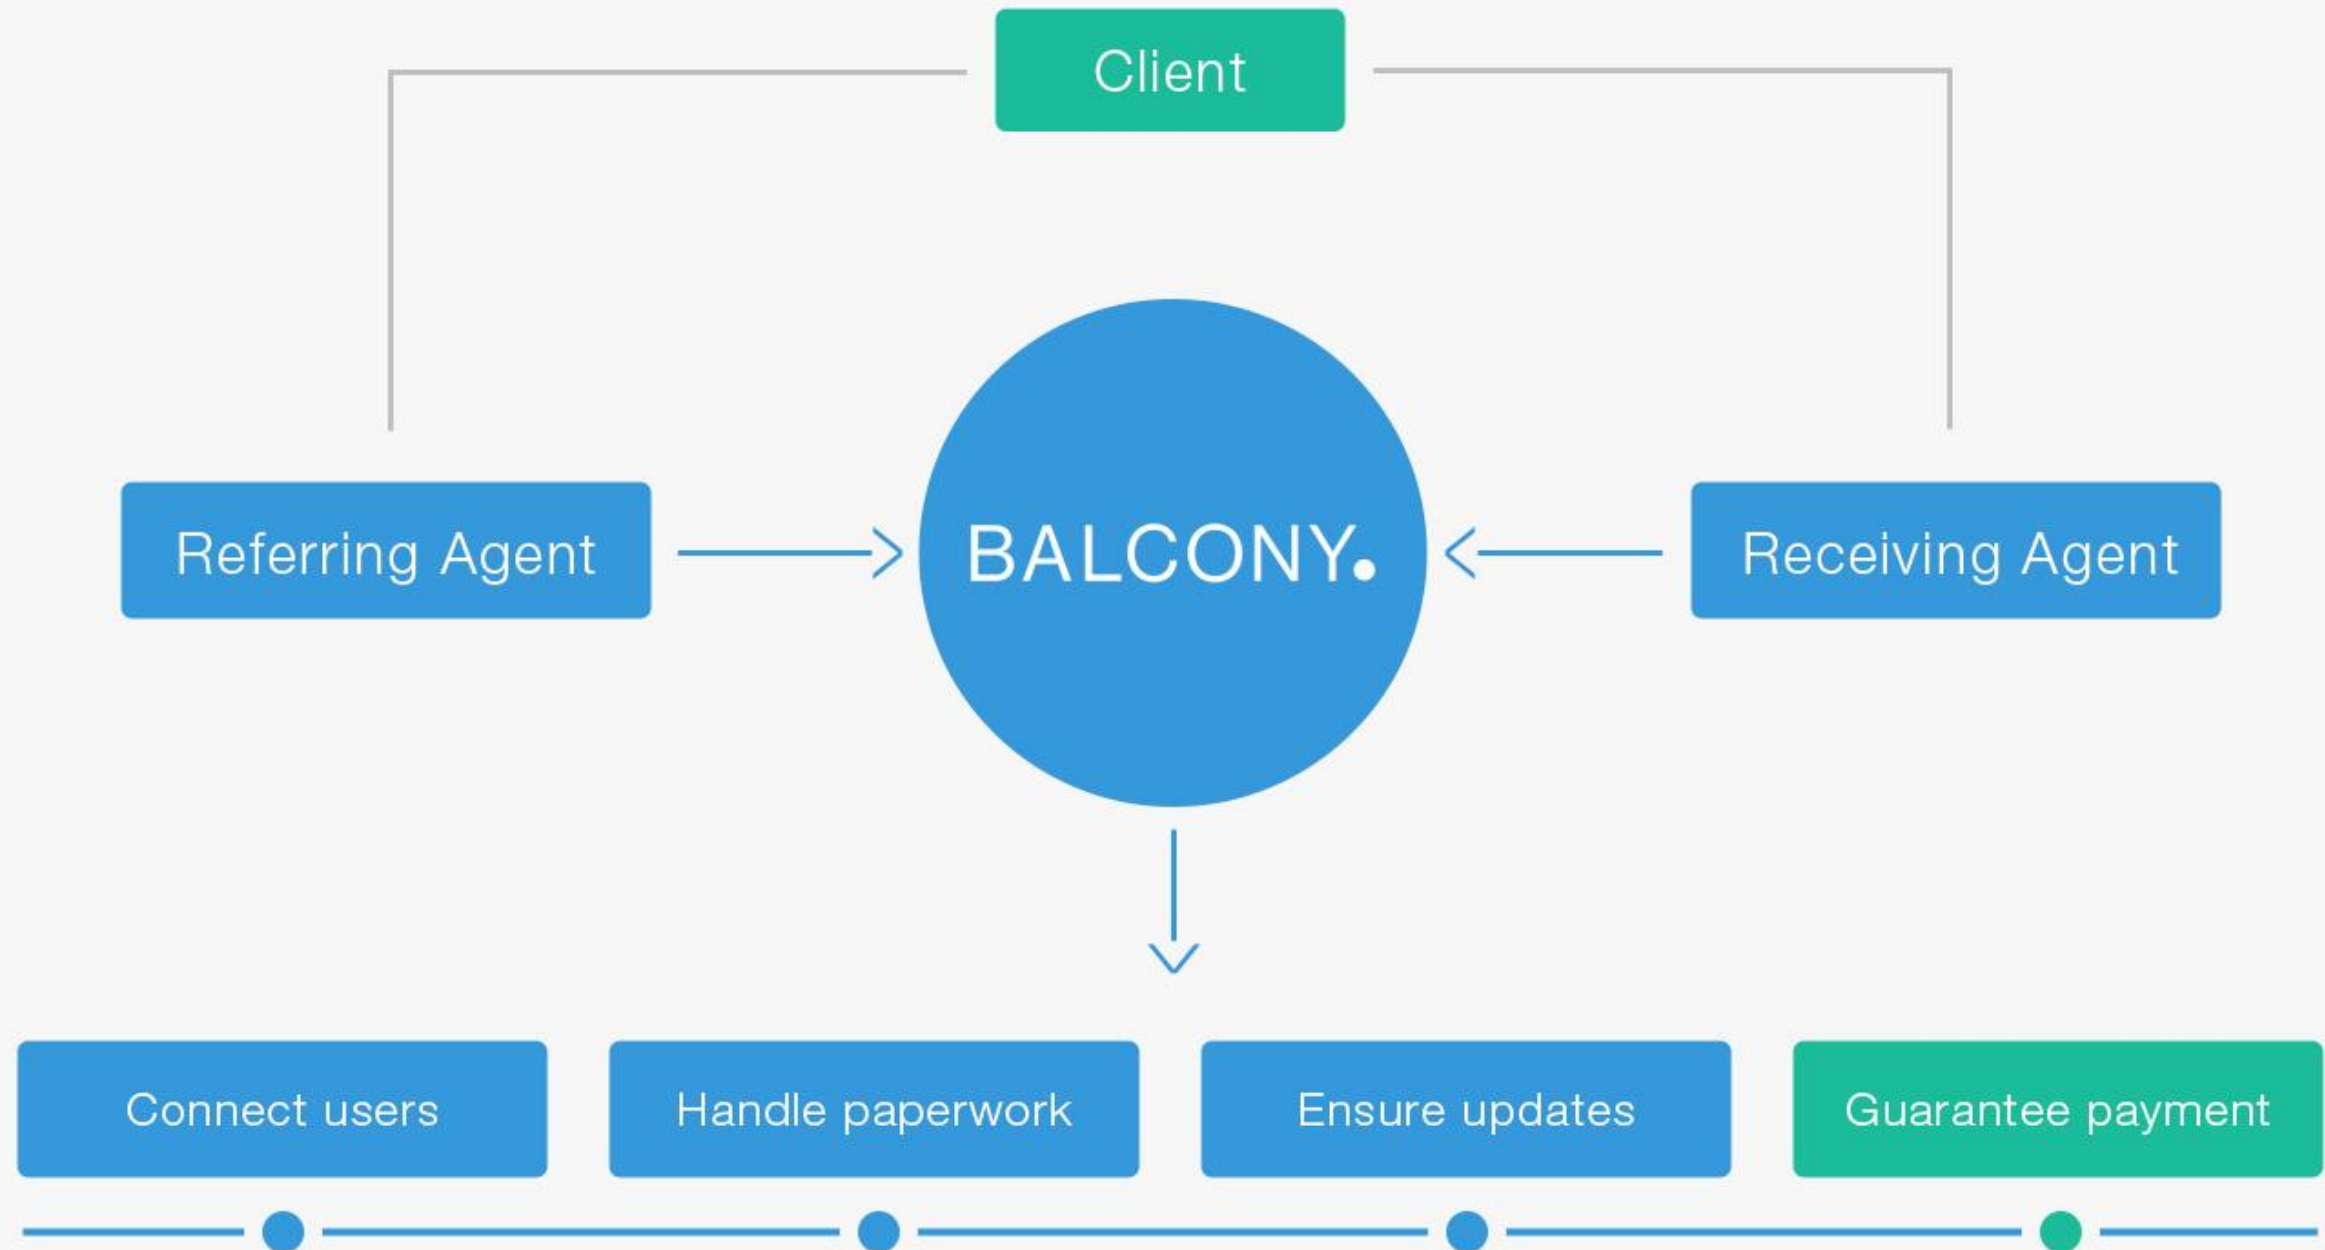 Client
Referring Agent
BALCONY.
Receiving Agent
Connect users
Handle paperwork
Ensure updates
Guarantee payment